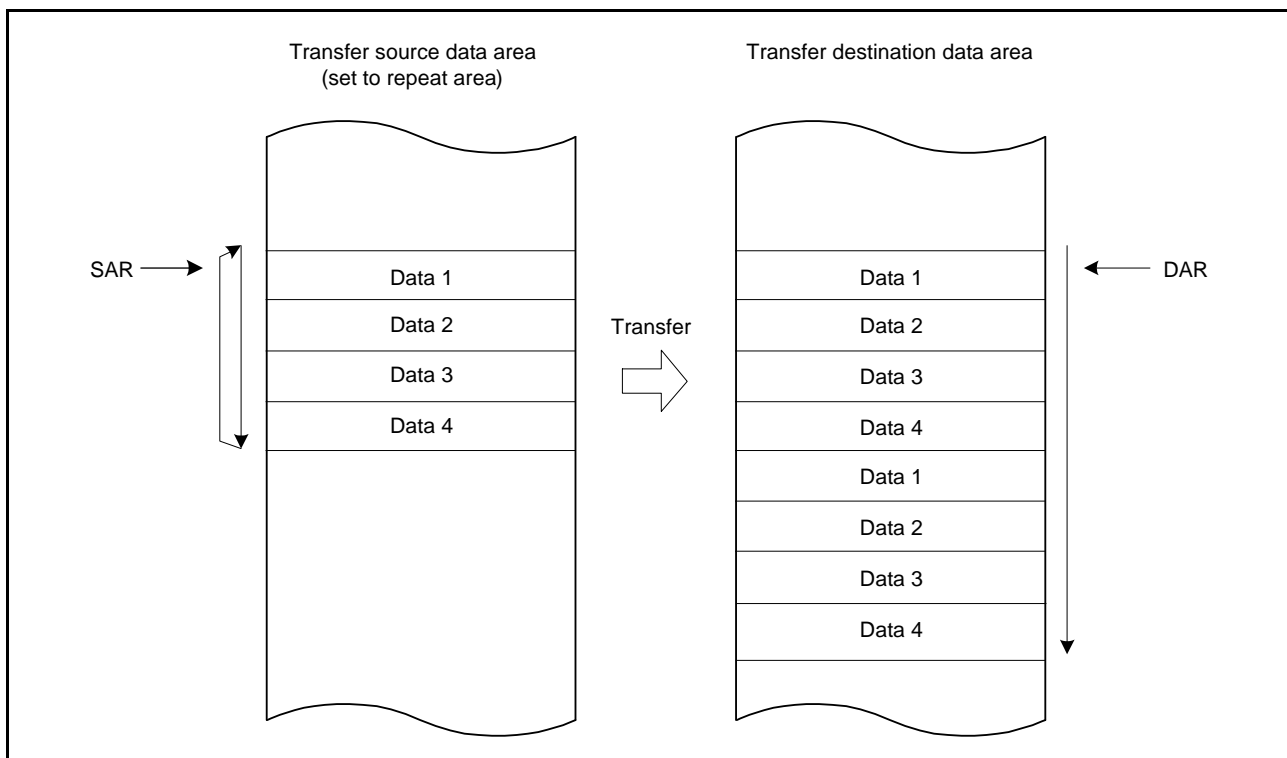 Transfer source data area
(set to repeat area)
Transfer destination data area
SAR
Data 1
Data 2
Data 3
Data 4
Transfer
Data 1
Data 2
Data 3
Data 4
Data 1
Data 2
Data 3
Data 4
DAR